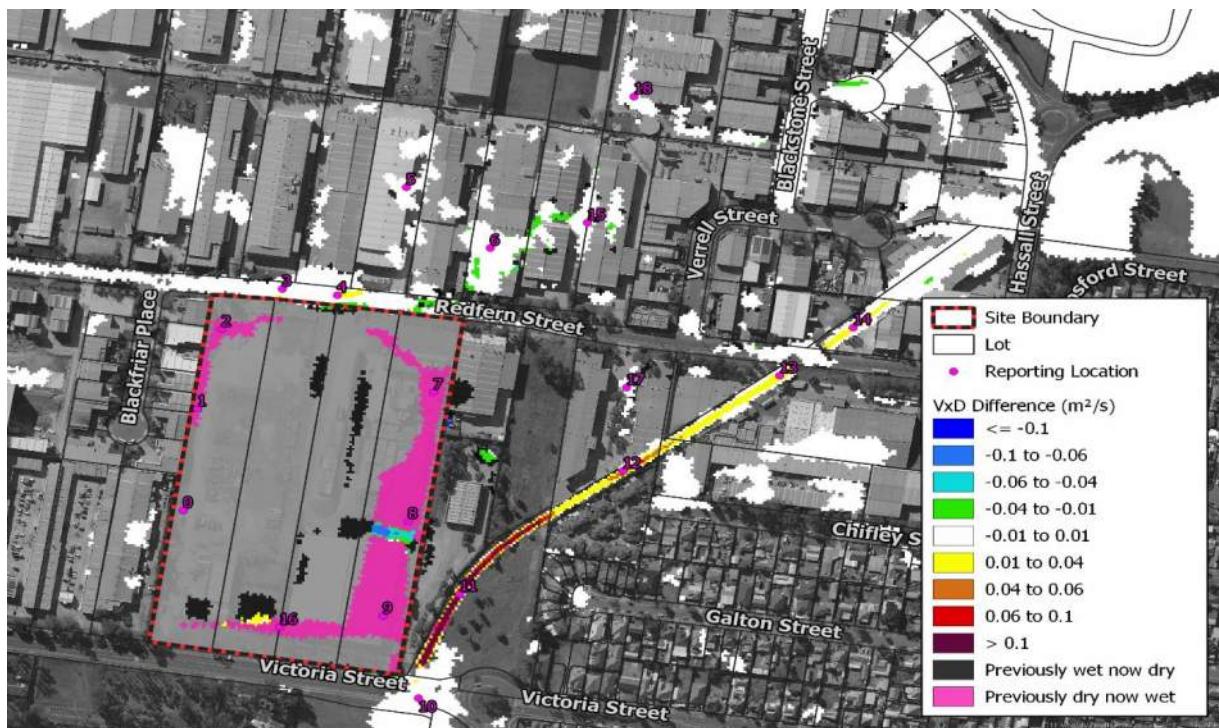 18
Blackstone Street
5
15
6
Verrell Street
Hassall Street
3
4
Redfern Street
Blackfriar Place
2
14
13
17
7
1
12
0
8
Chifley S
11
9
16
Galton Street
Victoria Street
Victoria Street
10
Site Boundary
Lot
Reporting Location
VxD Difference (m²/s)
<= -0.1
-0.1 to -0.06
-0.06 to -0.04
-0.04 to -0.01
-0.01 to 0.01
0.01 to 0.04
0.04 to 0.06
0.06 to 0.1
> 0.1
Previously wet now dry
Previously dry now wet